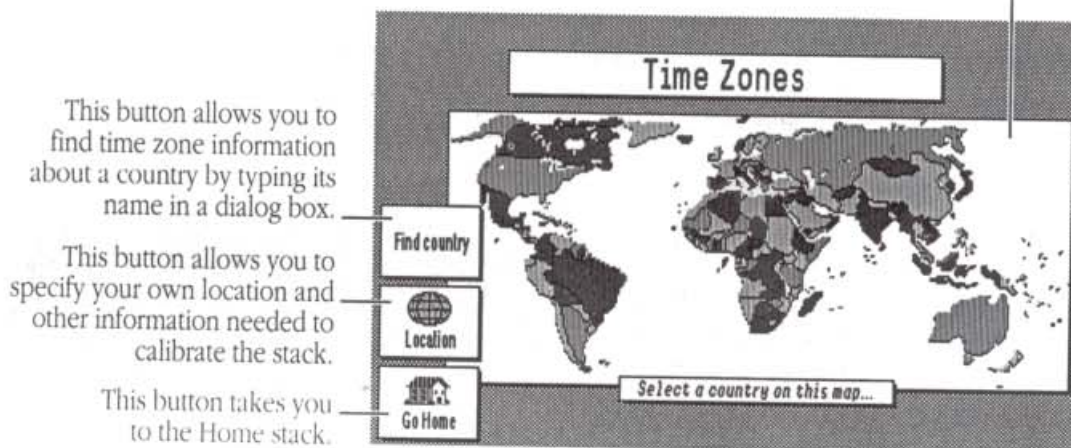 Time Zones
This button allows you to
find time zone information
about a country by typing its
name in a dialog box.
Find country
This button allows you to
specify your own location and
other information needed to
calibrate the stack.
Location
This button takes you
to the Home stack.
Go Home
Select a country on this map...